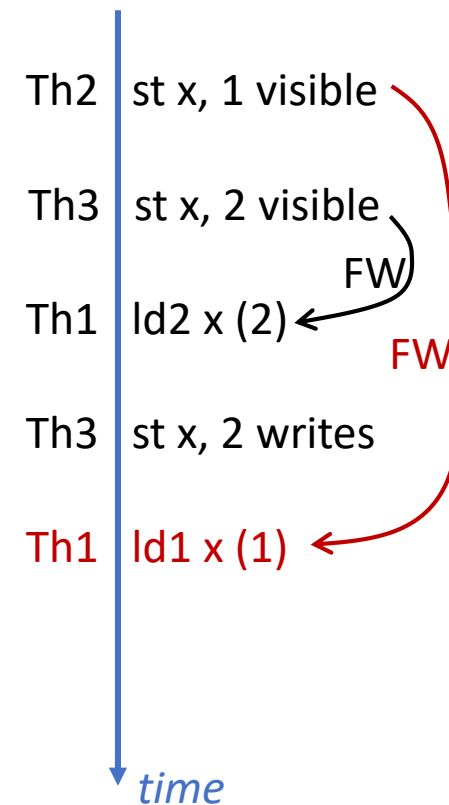 Th2 st x, 1 visible
Th3 st x, 2 visible
FW
Th1 ld2 x (2)
FW
Th3 st x, 2 writes
Th1 ld1 x (1)
time